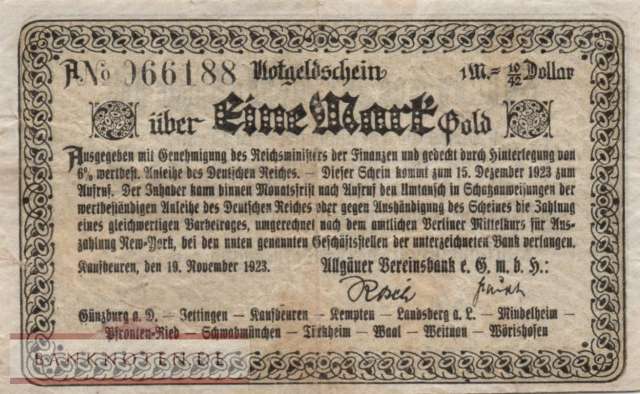 ANo 066188 Notgeldschein 1 M. = 10/42 Dollar
über Eine Mark Gold
Ausgegeben mit Genehmigung des Reichsministers der Finanzen und gedeckt durch Hinterlegung von
6% wertbest. Anleihe des Deutschen Reiches. — Dieser Schein kommt zum 15. Dezember 1923 zum
Aufruf. Der Inhaber kann binnen Monatsfrist nach Aufruf den Umtausch in Schatzanweisungen der
wertbeständigen Anleihe des Deutschen Reiches oder gegen Aushändigung des Scheines die Zahlung
eines gleichwertigen Barbetrages, umgerechnet nach dem amtlichen Berliner Mittelkurs für Aus-
zahlung New-York, bei den unten genannten Geschäftsstellen der unterzeichneten Bank verlangen.
Kaufbeuren, den 19. November 1923. Allgäuer Vereinsbank e. G. m. b. H.:
Günzburg a. D. — Jettingen — Kaufbeuren — Kempten — Landsberg a. L. — Mindelheim —
Pfronten-Ried — Schwabmünchen — Türkheim — Waal — Weitnau — Wörishofen
BANKNOTEN.DE